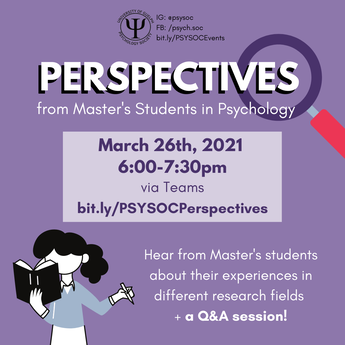 IG: @psysoc
FB: /psych.soc
bit.ly/PSYSOCEvents
PERSPECTIVES
from Master's Students in Psychology
March 26th, 2021
6:00-7:30pm
via Teams
bit.ly/PSYSOCPerspectives
Hear from Master's students
about their experiences in
different research fields
+ a Q&A session!